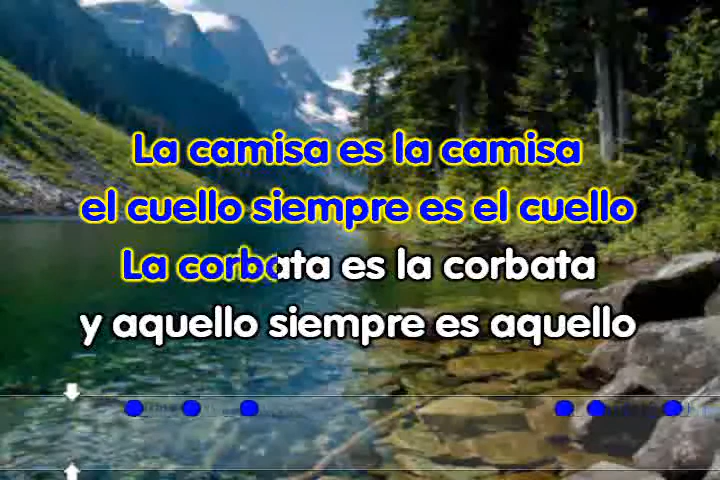 La camisa es la camisa
el cuello siempre es el cuello
La corbata es la corbata
y aquello siempre es aquello